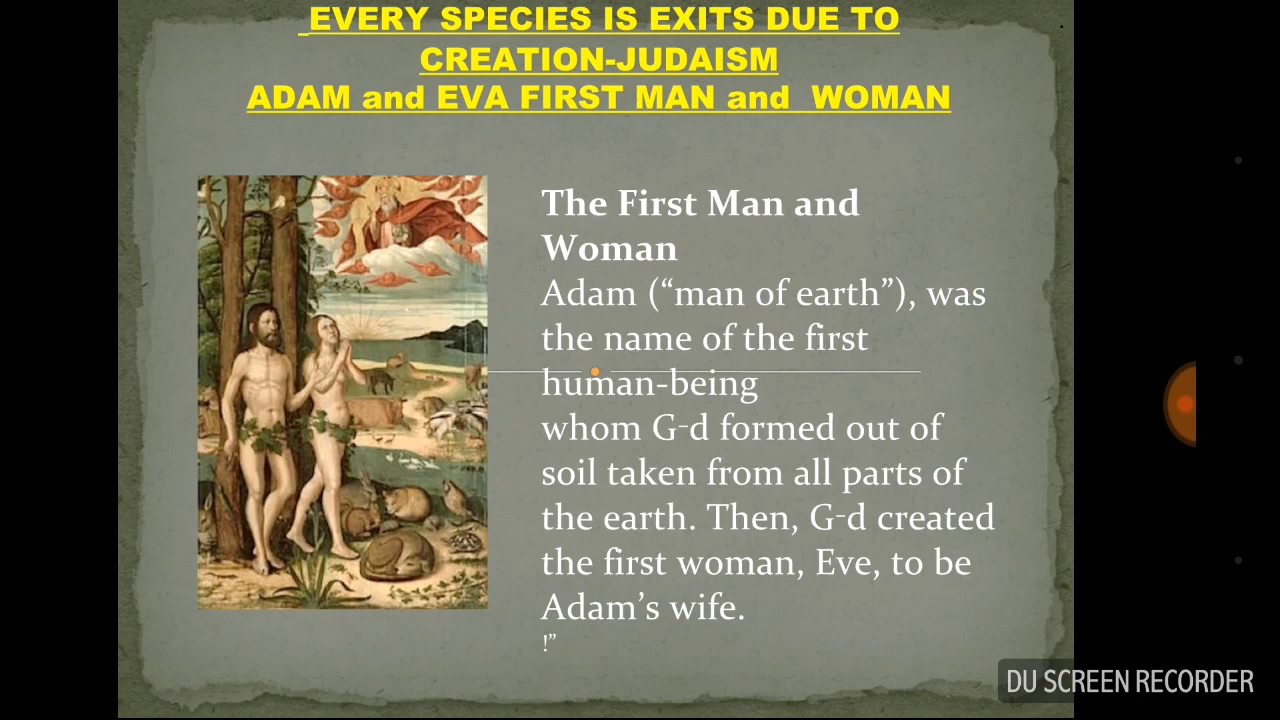 EVERY SPECIES IS EXITS DUE TO
CREATION-JUDAISM
ADAM and EVA FIRST MAN and WOMAN
The First Man and
Woman
Adam (“man of earth”), was
the name of the first
human-being
whom G-d formed out of
soil taken from all parts of
the earth. Then, G-d created
the first woman, Eve, to be
Adam’s wife.
!”
DU SCREEN RECORDER